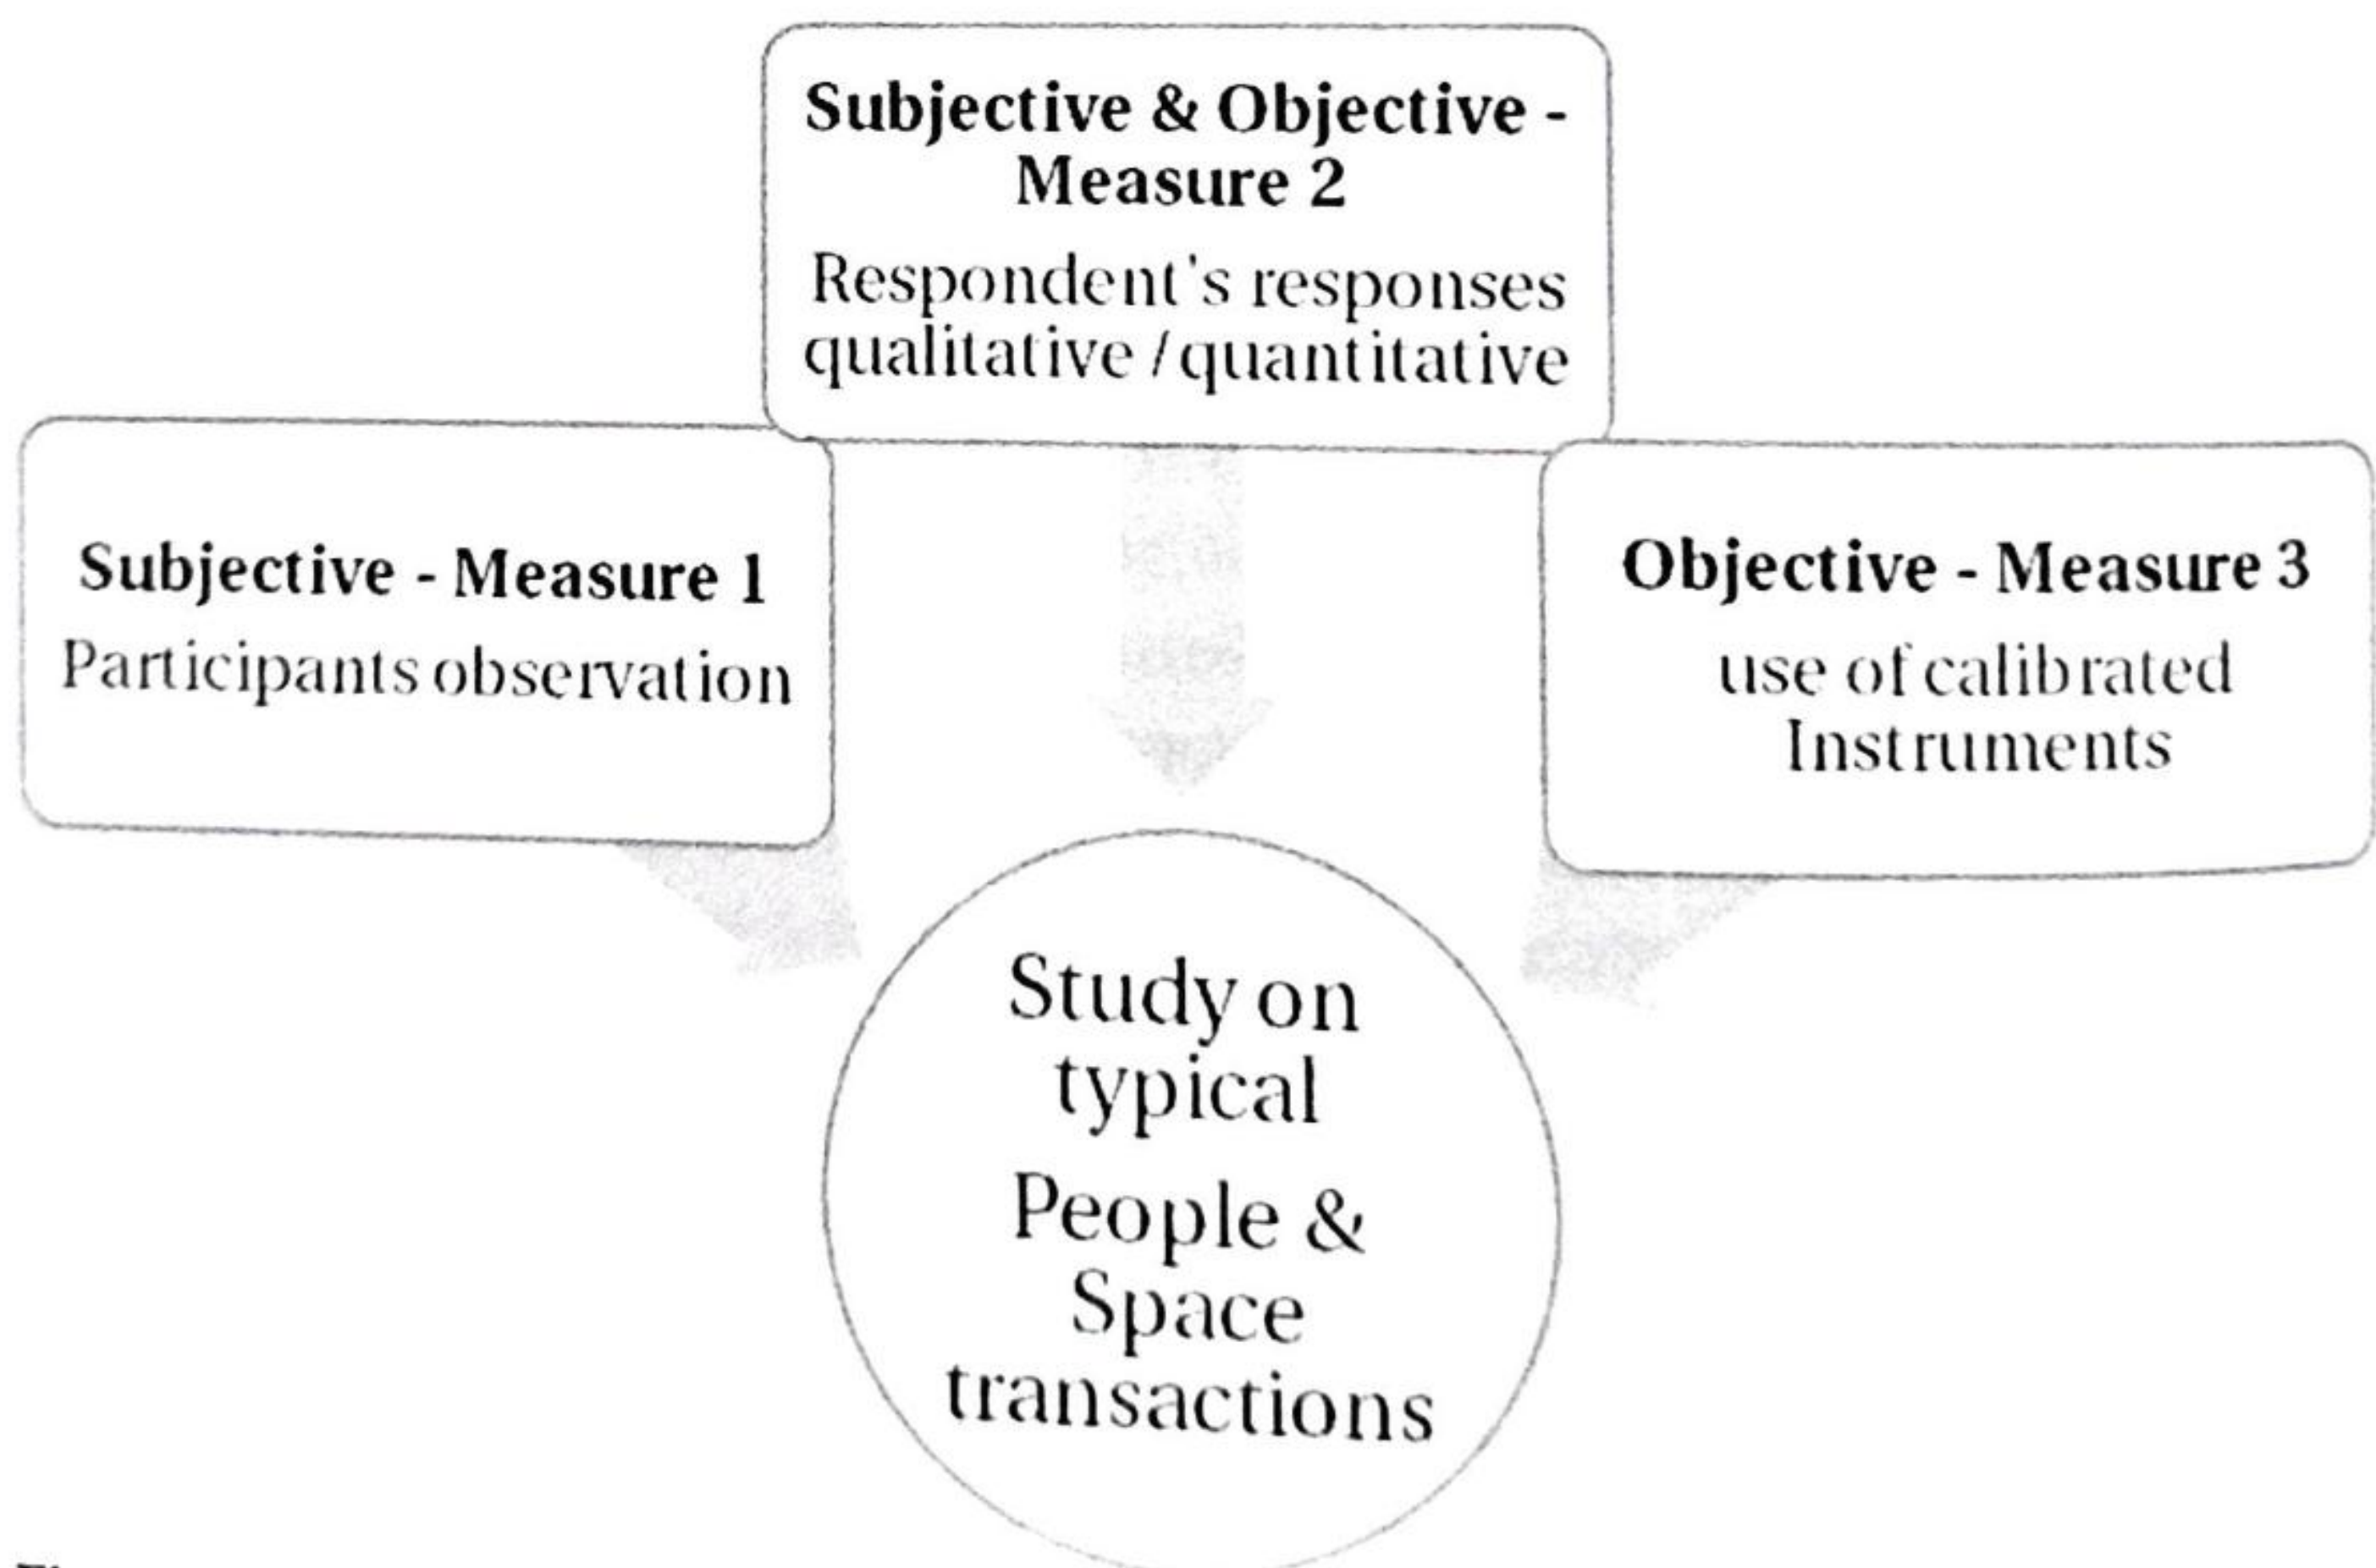 Subjective & Objective -
Measure 2
Respondent's responses
qualitative / quantitative
Subjective - Measure 1
Participants observation
Objective - Measure 3
use of calibrated
Instruments
Study on
typical
People &
Space
transactions